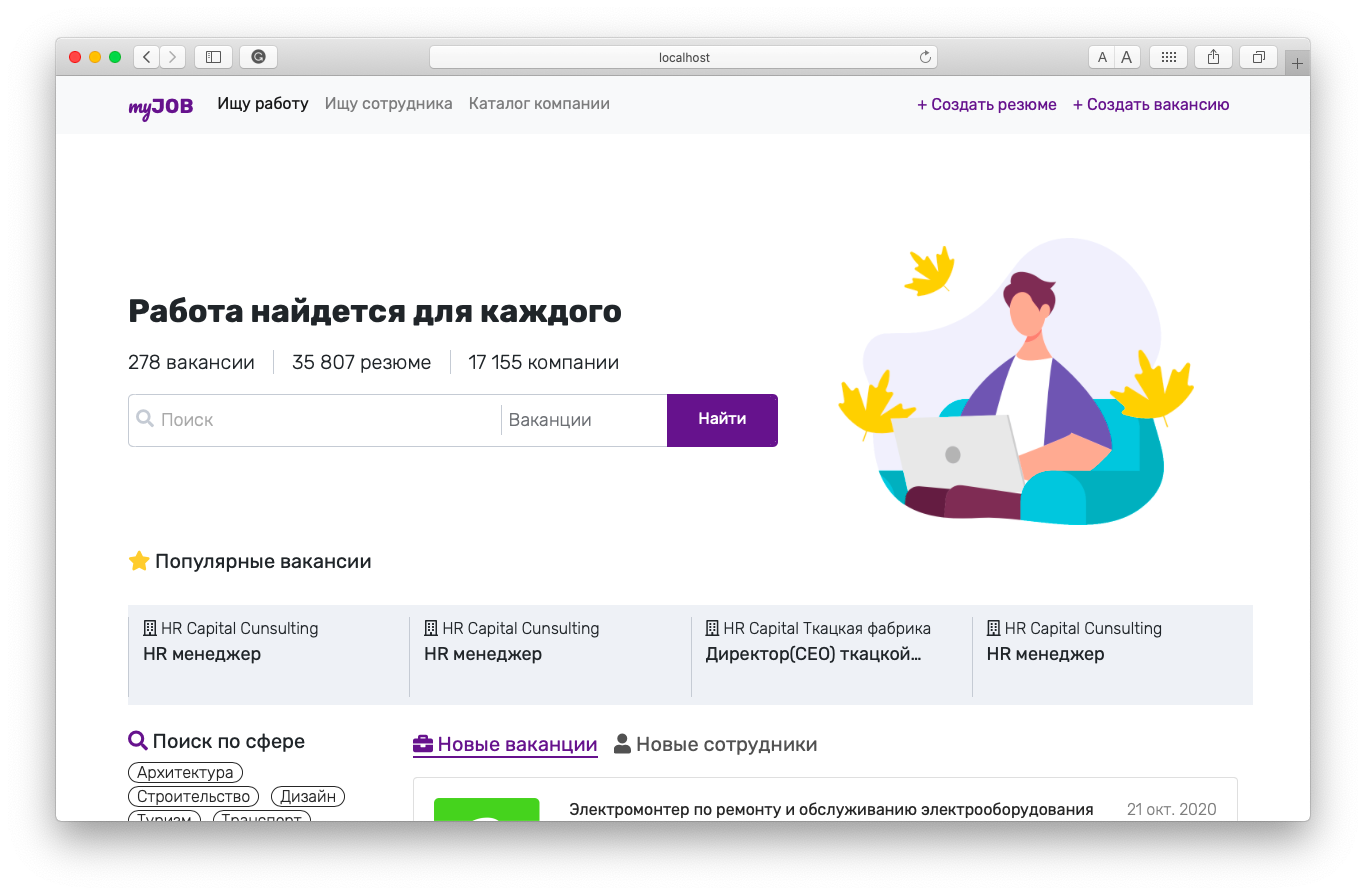 localhost
A A
myJOB Ищу работу Ищу сотрудника Каталог компании + Создать резюме + Создать вакансию
Работа найдется для каждого
278 вакансии 35 807 резюме 17 155 компании
Поиск Ваканции Найти
Популярные вакансии
HR Capital Cunsulting HR Capital Cunsulting HR Capital Ткацкая фабрика HR Capital Cunsulting
HR менеджер HR менеджер Директор(CEO) ткацкой... HR менеджер
Поиск по сфере Новые ваканции Новые сотрудники
Архитектура
Строительство Дизайн
Электромонтер по ремонту и обслуживанию электрооборудования 21 окт. 2020
Туризм Транспорт